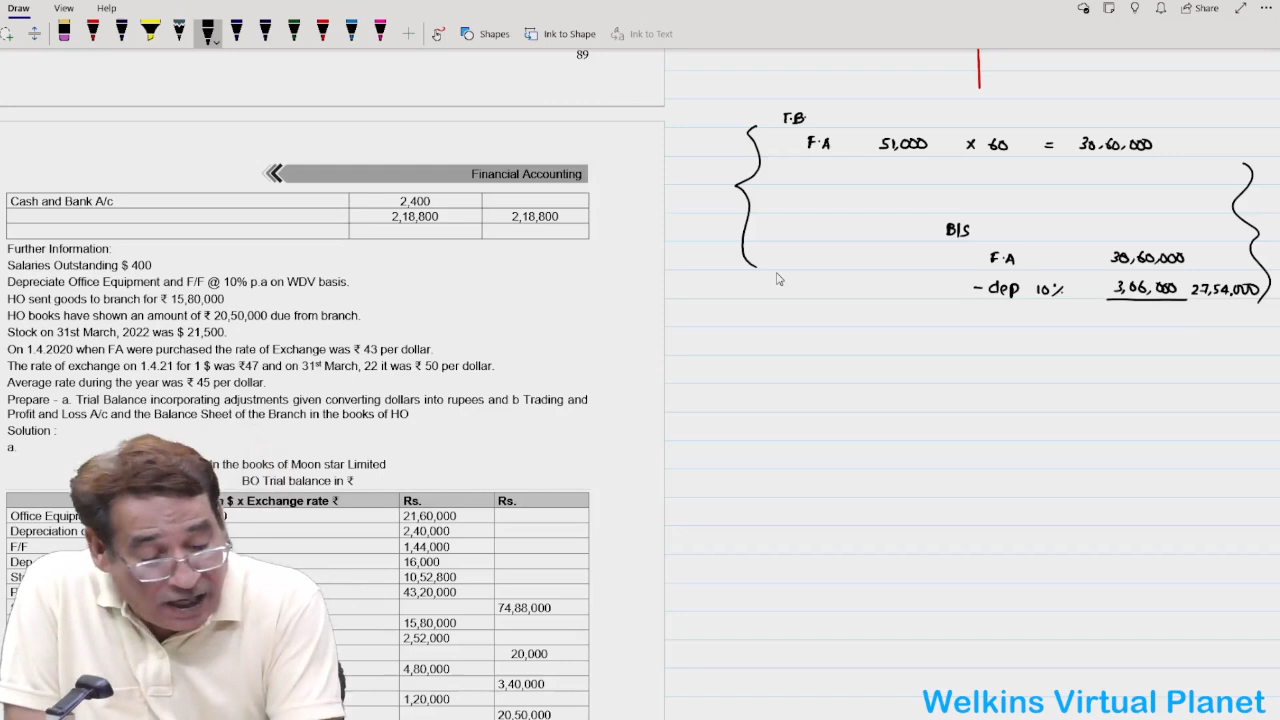 Draw View Help
Share
Shapes Ink to Shape Ink to Text
89
Financial Accounting
Cash and Bank A/c 2,400
2,18,800 2,18,800
Further Information:
Salaries Outstanding $ 400
Depreciate Office Equipment and F/F @ 10% p.a on WDV basis.
HO sent goods to branch for ₹ 15,80,000
HO books have shown an amount of ₹ 20,50,000 due from branch.
Stock on 31st March, 2022 was $ 21,500.
On 1.4.2020 when FA were purchased the rate of Exchange was ₹ 43 per dollar.
The rate of exchange on 1.4.21 for 1 $ was ₹47 and on 31st March, 22 it was ₹ 50 per dollar.
Average rate during the year was ₹ 45 per dollar.
Prepare - a. Trial Balance incorporating adjustments given converting dollars into rupees and b Trading and
Profit and Loss A/c and the Balance Sheet of the Branch in the books of HO
Solution :
a.
In the books of Moon star Limited
BO Trial balance in ₹
$ x Exchange rate ₹ Rs. Rs.
Office 21,60,000
Depreciation 2,40,000
F/F 1,44,000
16,000
10,52,800
43,20,000
74,88,000
15,80,000
2,52,000
20,000
4,80,000
3,40,000
1,20,000
20,50,000
T.B
F.A 51,000 × 60 = 30,60,000
B/S
F.A 30,60,000
- dep 10% 3,06,000 27,54,000
Welkins Virtual Planet